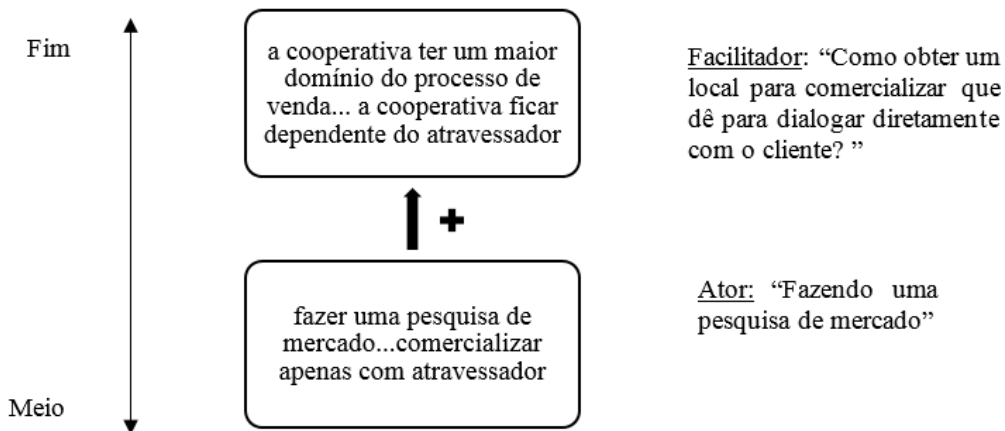 Fim
a cooperativa ter um maior
domínio do processo de
venda... a cooperativa ficar
dependente do atravessador
Facilitador: “Como obter um
local para comercializar que
dê para dialogar diretamente
com o cliente? ”
+
fazer uma pesquisa de
mercado...comercializar
apenas com atravessador
Ator: “Fazendo uma
pesquisa de mercado”
Meio